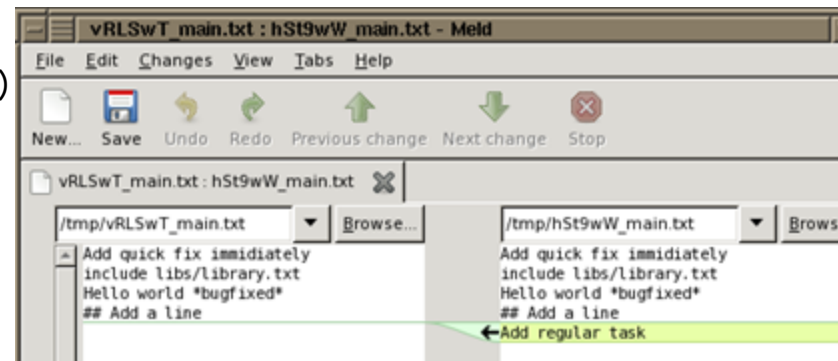 )
vRLSwT_main.txt : hSt9wW_main.txt - Meld
File Edit Changes View Tabs Help
New... Save Undo Redo Previous change Next change Stop
vRLSwT_main.txt : hSt9wW_main.txt
/tmp/vRLSwT_main.txt Browse... /tmp/hSt9wW_main.txt Brows
Add quick fix immidiately
include libs/library.txt
Hello world *bugfixed*
## Add a line
Add quick fix immidiately
include libs/library.txt
Hello world *bugfixed*
## Add a line
Add regular task